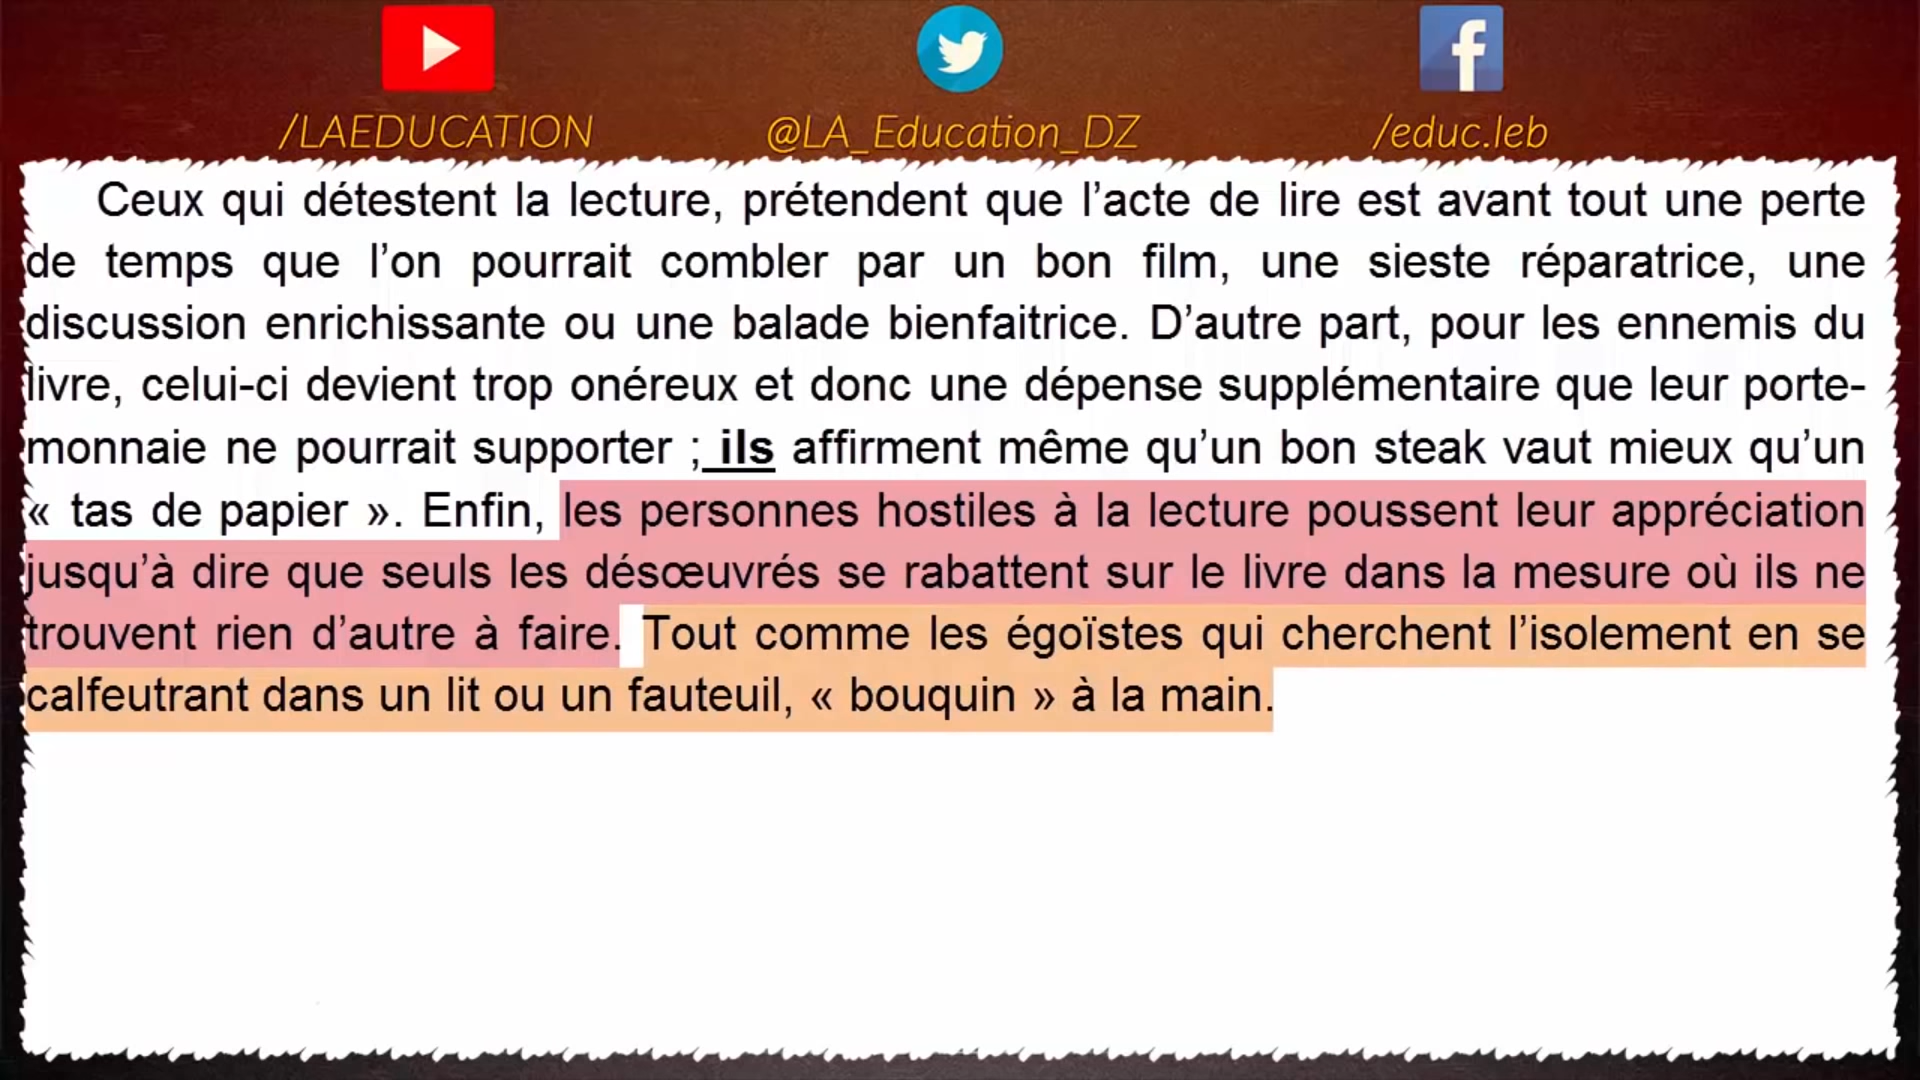 /LAEDUCATION @LA_Education_DZ /educ.leb
Ceux qui détestent la lecture, prétendent que l’acte de lire est avant tout une perte
de temps que l’on pourrait combler par un bon film, une sieste réparatrice, une
discussion enrichissante ou une balade bienfaitrice. D’autre part, pour les ennemis du
livre, celui-ci devient trop onéreux et donc une dépense supplémentaire que leur porte-
monnaie ne pourrait supporter ; ils affirment même qu’un bon steak vaut mieux qu’un
« tas de papier ». Enfin, les personnes hostiles à la lecture poussent leur appréciation
jusqu’à dire que seuls les désœuvrés se rabattent sur le livre dans la mesure où ils ne
trouvent rien d’autre à faire. Tout comme les égoïstes qui cherchent l’isolement en se
calfeutrant dans un lit ou un fauteuil, « bouquin » à la main.